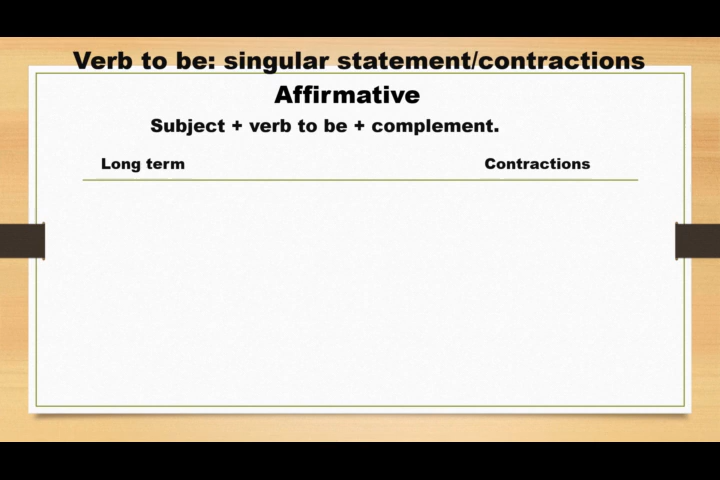 Verb to be: singular statement/contractions
Affirmative
Subject + verb to be + complement.
Long term Contractions